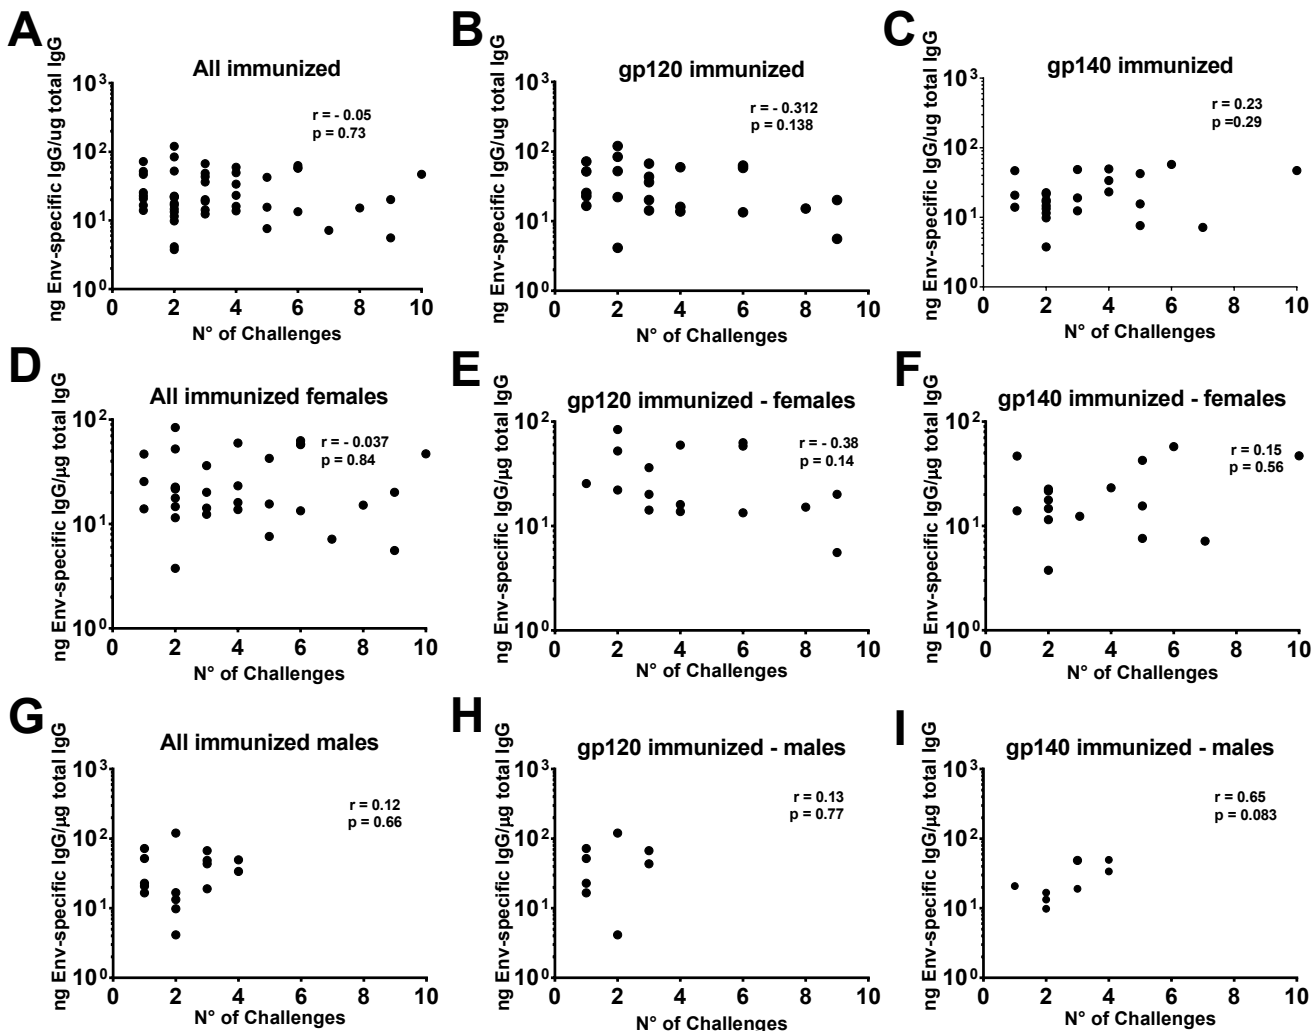 A
All immunized
ng Env-specific IgG/ug total IgG
10³
10²
10¹
10⁰
r = - 0.05
p = 0.73
0 2 4 6 8 10
N° of Challenges
B
gp120 immunized
ng Env-specific IgG/ug total IgG
10³
10²
10¹
10⁰
r = - 0.312
p = 0.138
0 2 4 6 8 10
N° of Challenges
C
gp140 immunized
ng Env-specific IgG/ug total IgG
10³
10²
10¹
10⁰
r = 0.23
p =0.29
0 2 4 6 8 10
N° of Challenges
D
All immunized females
ng Env-specific IgG/µg total IgG
10²
10¹
10⁰
r = - 0.037
p = 0.84
0 2 4 6 8 10
N° of Challenges
E
gp120 immunized - females
ng Env-specific IgG/µg total IgG
10²
10¹
10⁰
r = - 0.38
p = 0.14
0 2 4 6 8 10
N° of Challenges
F
gp140 immunized - females
ng Env-specific IgG/µg total IgG
10²
10¹
10⁰
r = 0.15
p = 0.56
0 2 4 6 8 10
N° of Challenges
G
All immunized males
ng Env-specific IgG/µg total IgG
10³
10²
10¹
10⁰
r = 0.12
p = 0.66
0 2 4 6 8 10
N° of Challenges
H
gp120 immunized - males
ng Env-specific IgG/µg total IgG
10³
10²
10¹
10⁰
r = 0.13
p = 0.77
0 2 4 6 8 10
N° of Challenges
I
gp140 immunized - males
ng Env-specific IgG/µg total IgG
10³
10²
10¹
10⁰
r = 0.65
p = 0.083
0 2 4 6 8 10
N° of Challenges